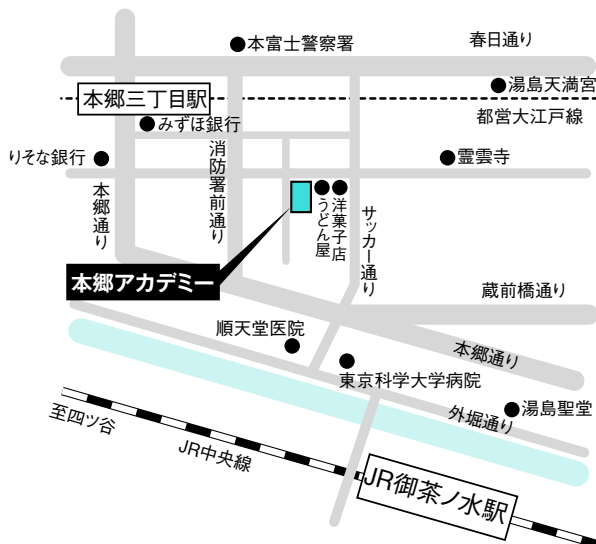 本富士警察署
春日通り
本郷三丁目駅
湯島天満宮
都営大江戸線
みずほ銀行
りそな銀行
霊雲寺
本郷通り
消防署前通り
うどん屋
洋菓子店
サッカー通り
本郷アカデミー
蔵前橋通り
順天堂医院
本郷通り
東京科学大学病院
外堀通り
湯島聖堂
至四ツ谷
JR中央線
JR御茶ノ水駅